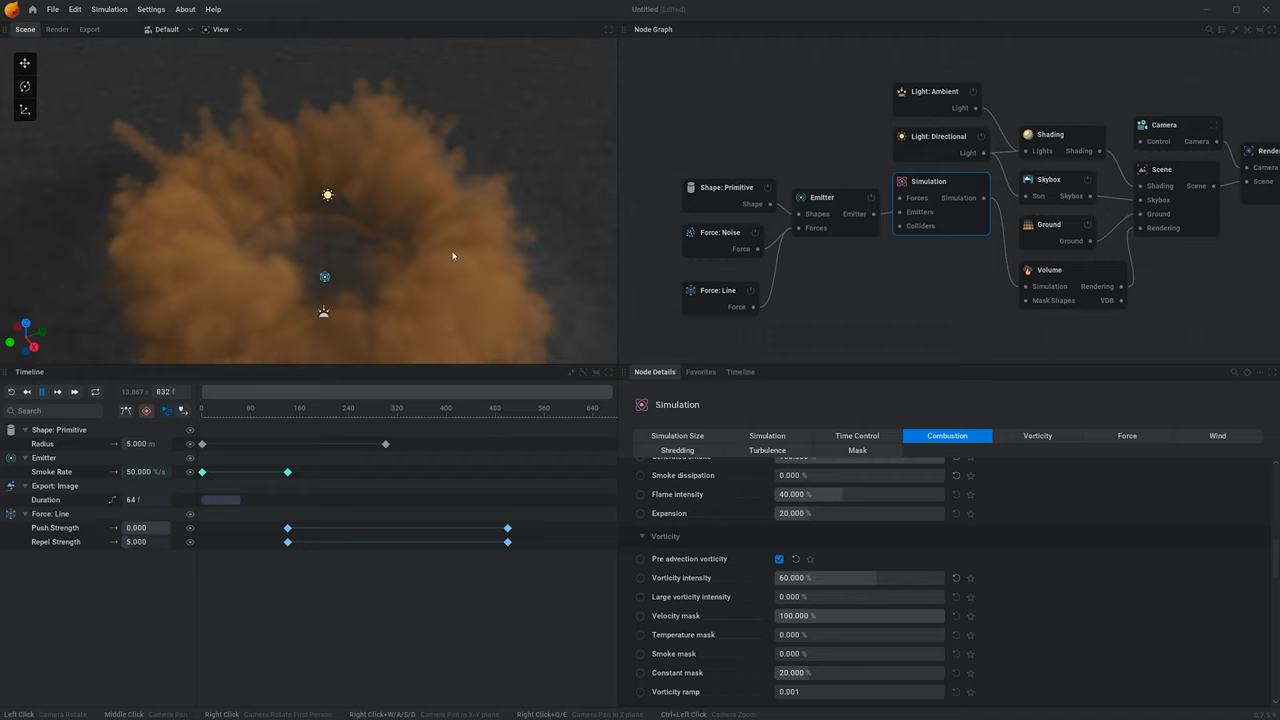 File Edit Simulation Settings About Help
Untitled (Edited)
Scene Render Export Default View
Node Graph
Light: Ambient
Light
Light: Directional
Light
Shape: Primitive
Shape
Force: Noise
Force
Force: Line
Force
Emitter
Shapes Emitter
Forces
Simulation
Forces Simulation
Emitters
Colliders
Shading
Lights Shading
Skybox
Sun Skybox
Ground
Ground
Volume
Simulation Rendering
Mask Shapes VDB
Camera
Control Camera
Scene
Shading Scene
Skybox
Ground
Rendering
Rende
Camera
Scene
Timeline
13.867 s 832 f
0 80 160 240 320 400 480 560 640
Search
Shape: Primitive
Radius 5.000 m
Emitter
Smoke Rate 50.000 %/s
Export: Image
Duration 64 f
Force: Line
Push Strength 0.000
Repel Strength 5.000
Node Details Favorites Timeline
Simulation
Simulation Size Simulation Time Control Combustion Vorticity Force Wind
Shredding Turbulence Mask
Smoke dissipation 0.000 %
Flame intensity 40.000 %
Expansion 20.000 %
Vorticity
Pre advection vorticity
Vorticity intensity 60.000 %
Large vorticity intensity 0.000 %
Velocity mask 100.000 %
Temperature mask 0.000 %
Smoke mask 0.000 %
Constant mask 20.000 %
Vorticity ramp 0.001
Left Click Camera Rotate Middle Click Camera Pan Right Click Camera Rotate First Person Right Click+W/A/S/D Camera Pan in X-Y plane Right Click+Q/E Camera Pan in Z plane Ctrl+Left Click Camera Zoom